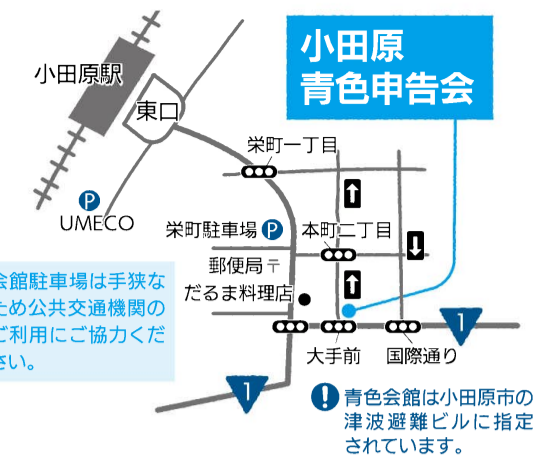 小田原
青色申告会
小田原駅
東口
栄町一丁目
P
UMECO
栄町駐車場 P
本町二丁目
郵便局〒
だるま料理店
会館駐車場は手狭な
ため公共交通機関の
ご利用にご協力くだ
さい。
1
大手前
国際通り
1
! 青色会館は小田原市の
津波避難ビルに指定
されています。